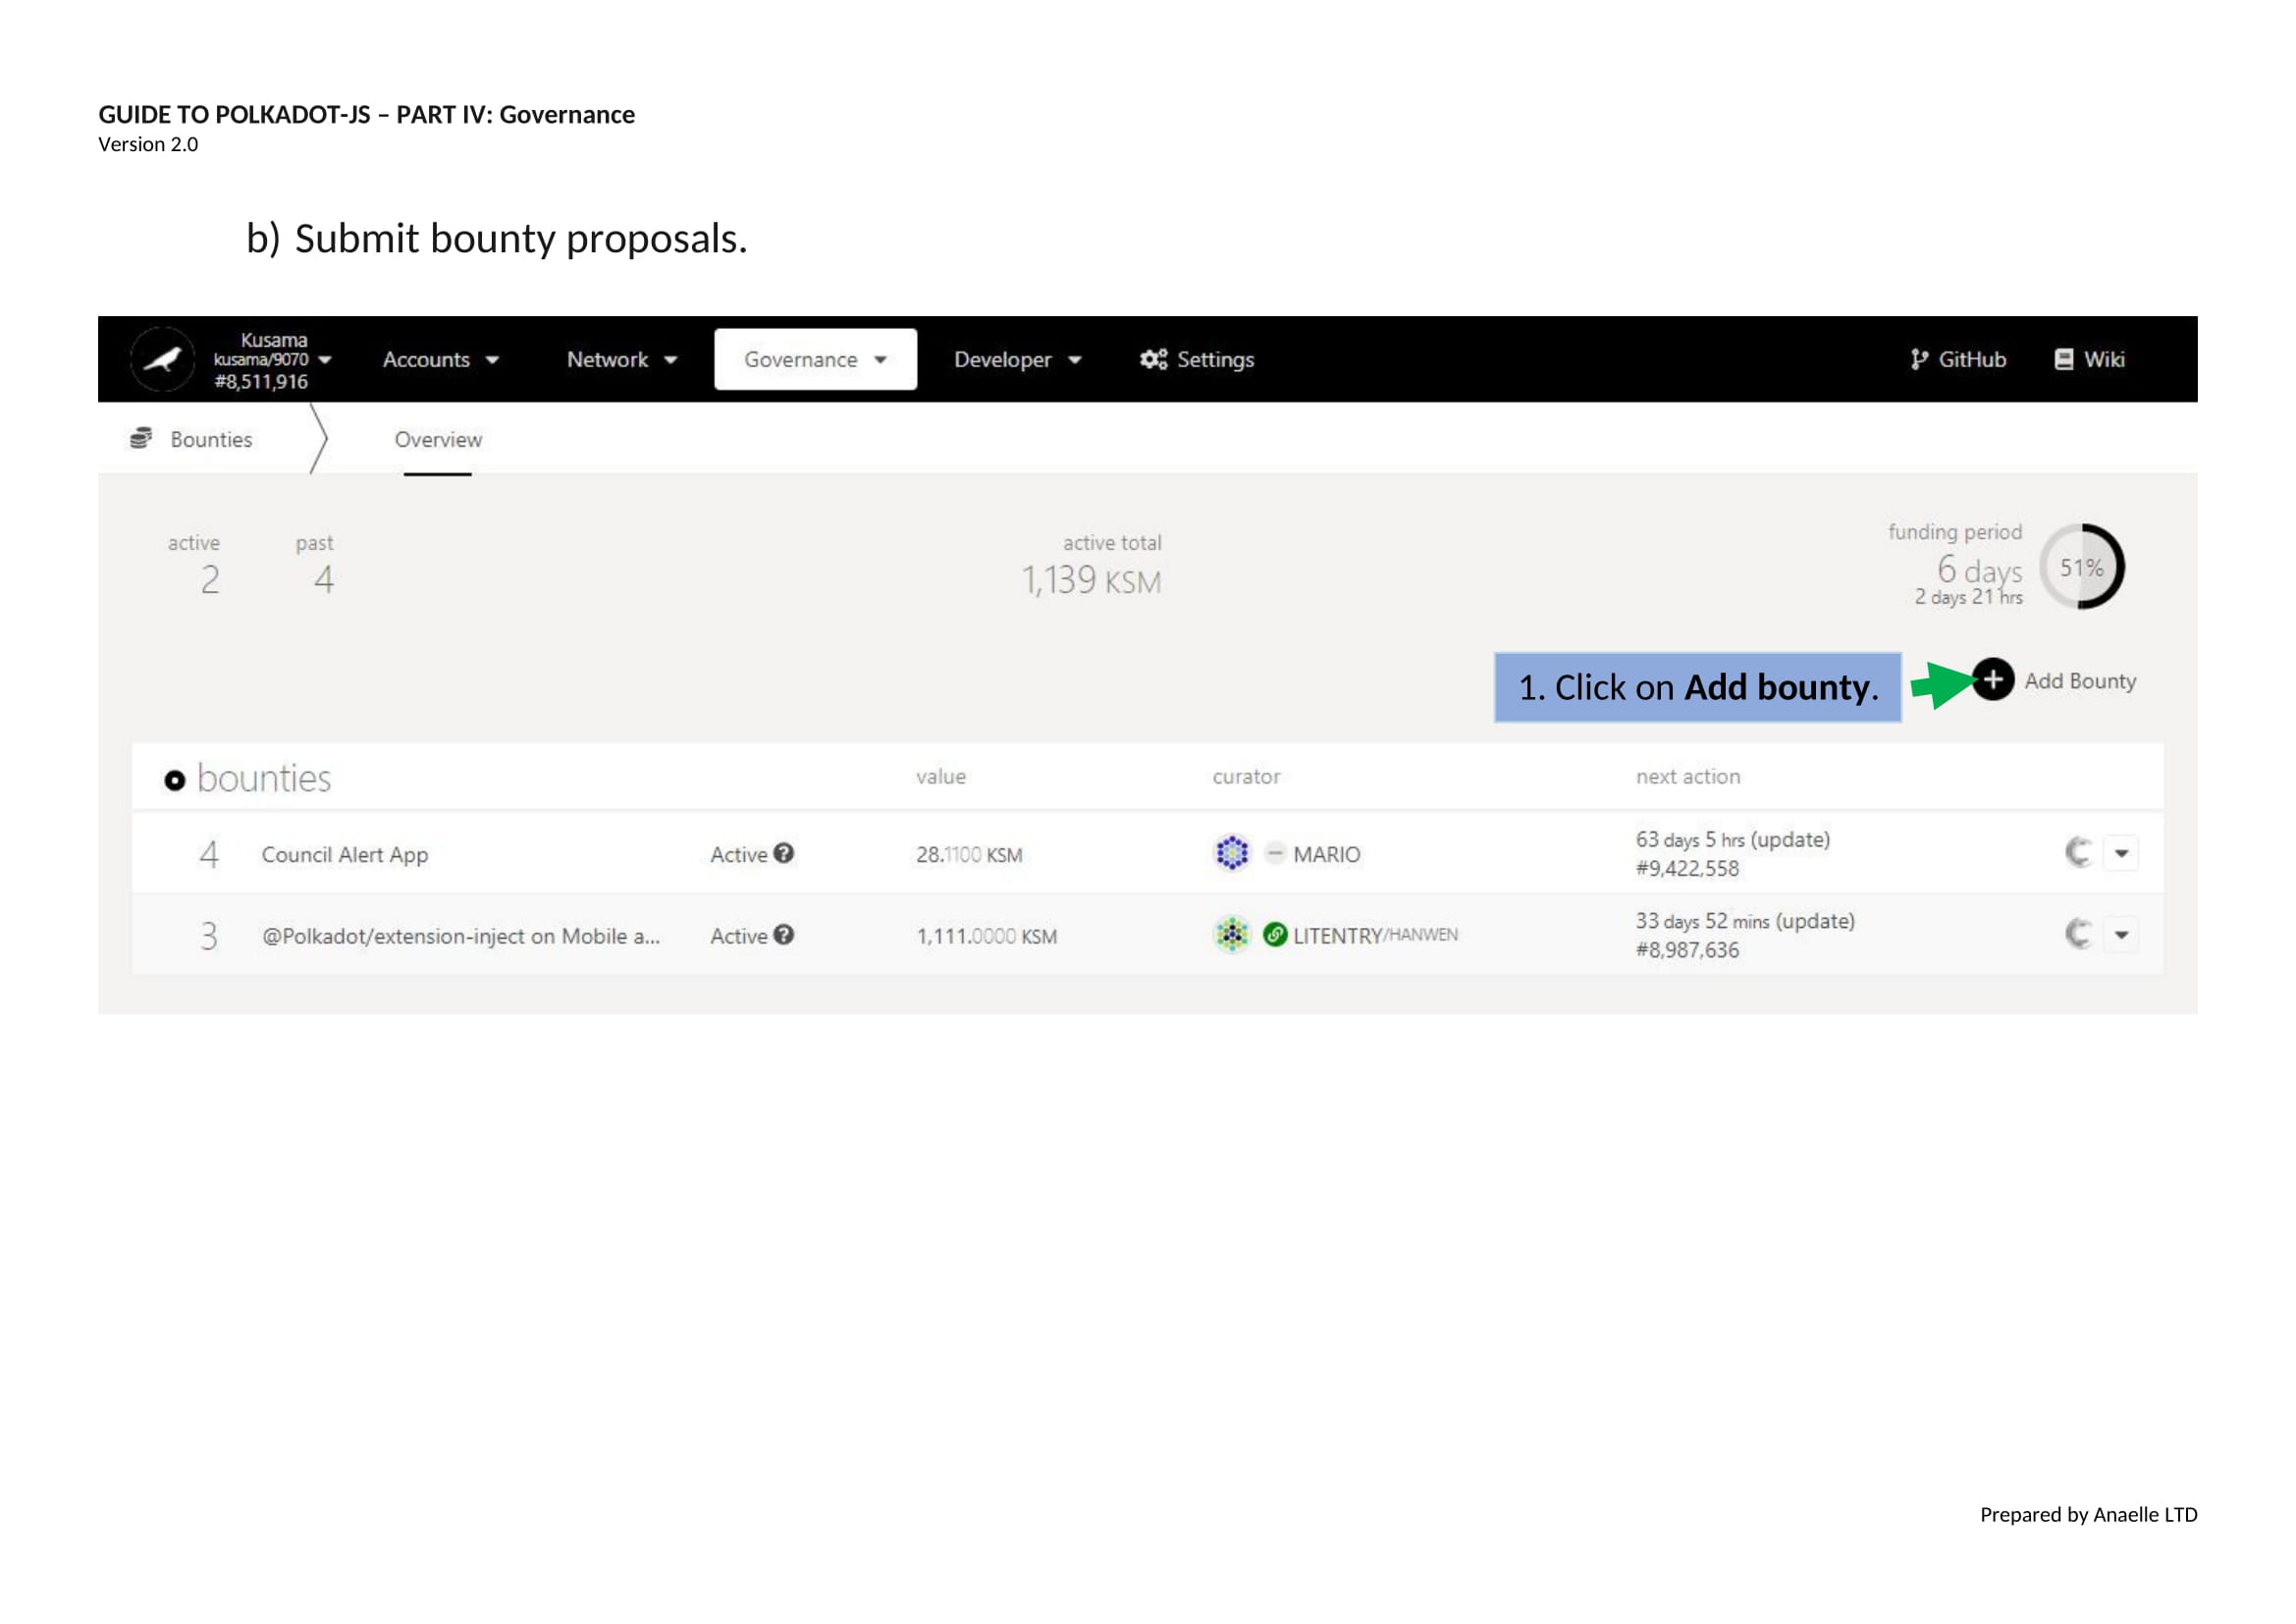 GUIDE TO POLKADOT-JS – PART IV: Governance
Version 2.0
b) Submit bounty proposals.
Kusama
kusama/9070
#8,511,916
Accounts
Network
Governance
Developer
Settings
GitHub
Wiki
Bounties
Overview
active
2
past
4
active total
1,139 KSM
funding period
6 days
2 days 21 hrs
51%
1. Click on Add bounty.
Add Bounty
bounties value curator next action
4 Council Alert App Active 28.1100 KSM MARIO 63 days 5 hrs (update)
#9,422,558
3 @Polkadot/extension-inject on Mobile a... Active 1,111.0000 KSM LITENTRY/HANWEN 33 days 52 mins (update)
#8,987,636
Prepared by Anaelle LTD